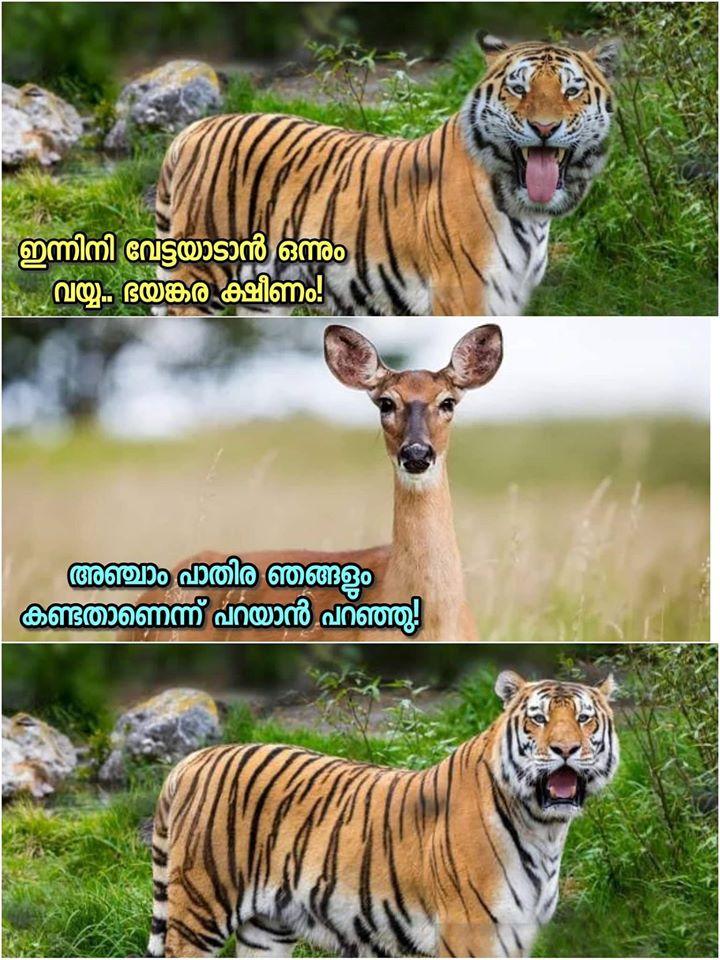 ഇന്നിനി വേട്ടയാടാൻ ഒന്നും
വയ്യ.. ഭയങ്കര ക്ഷീണം!
അഞ്ചാം പാതിര ഞങ്ങളും
കണ്ടതാണെന്ന് പറയാൻ പറഞ്ഞു!